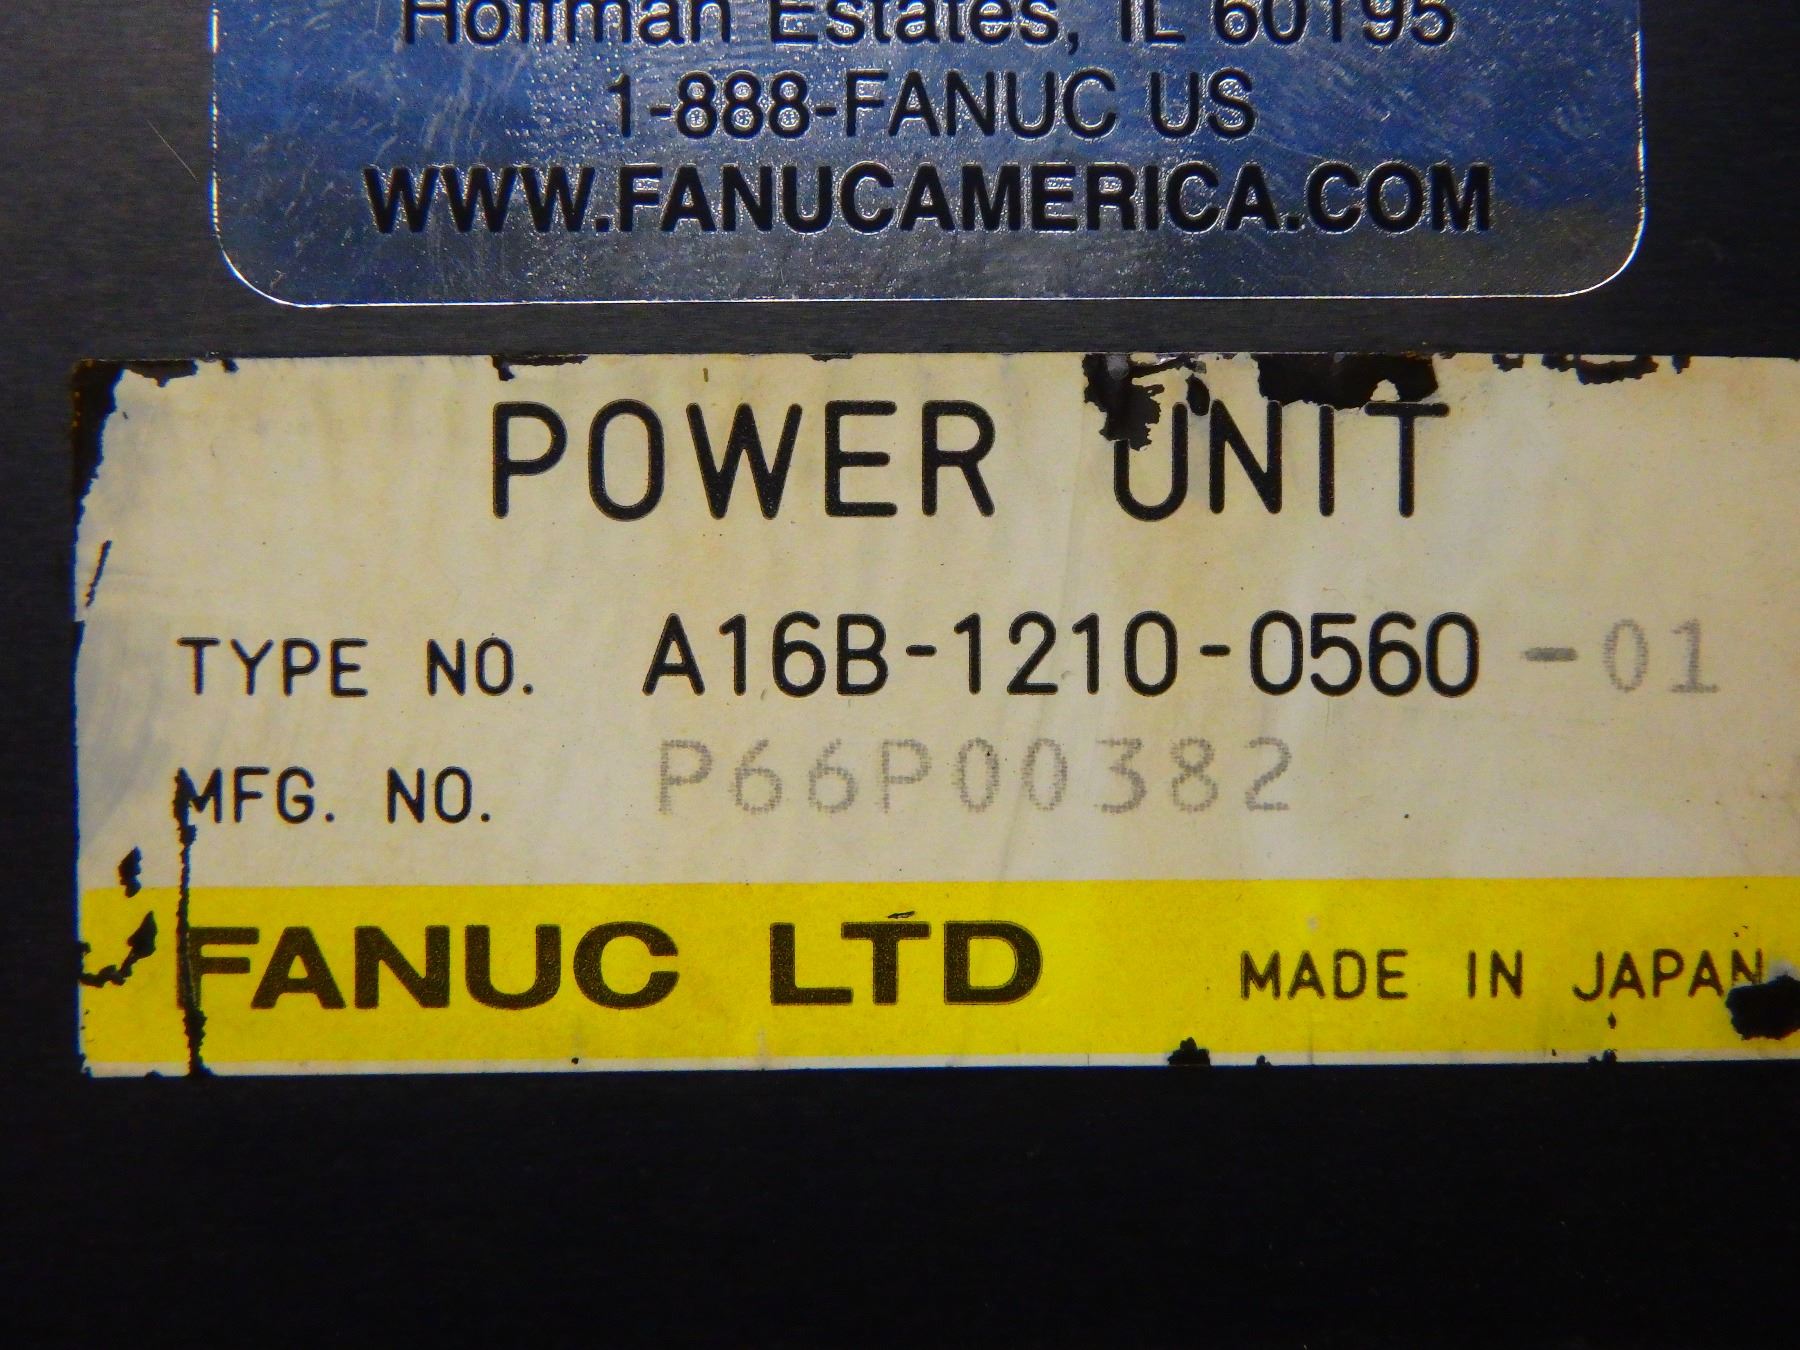 Hoffman Estates, IL 60195
1-888-FANUC US
WWW.FANUCAMERICA.COM
POWER UNIT
TYPE NO. A16B-1210-0560-01
MFG. NO. P66P00382
FANUC LTD MADE IN JAPAN